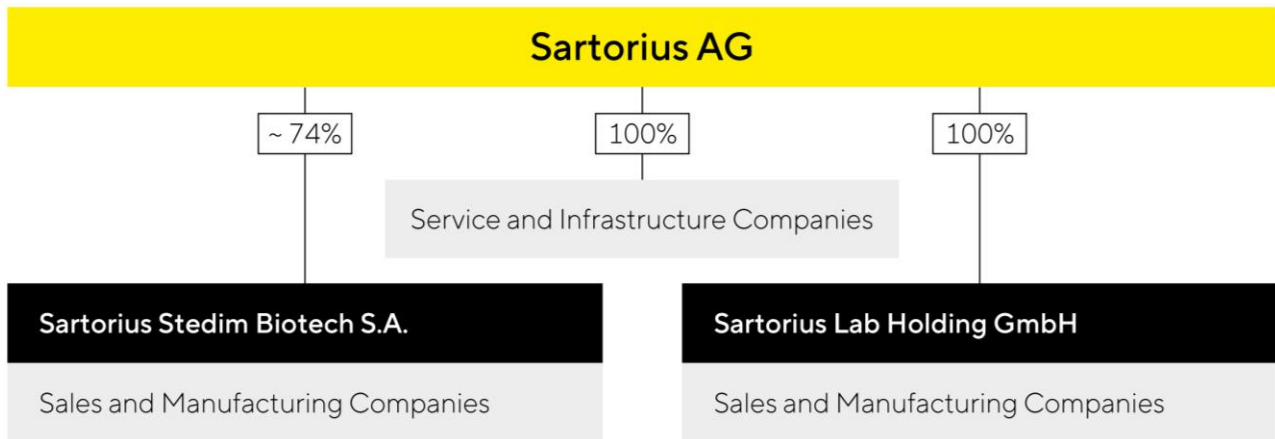 Sartorius AG
~ 74%
100%
100%
Service and Infrastructure Companies
Sartorius Stedim Biotech S.A.
Sartorius Lab Holding GmbH
Sales and Manufacturing Companies
Sales and Manufacturing Companies